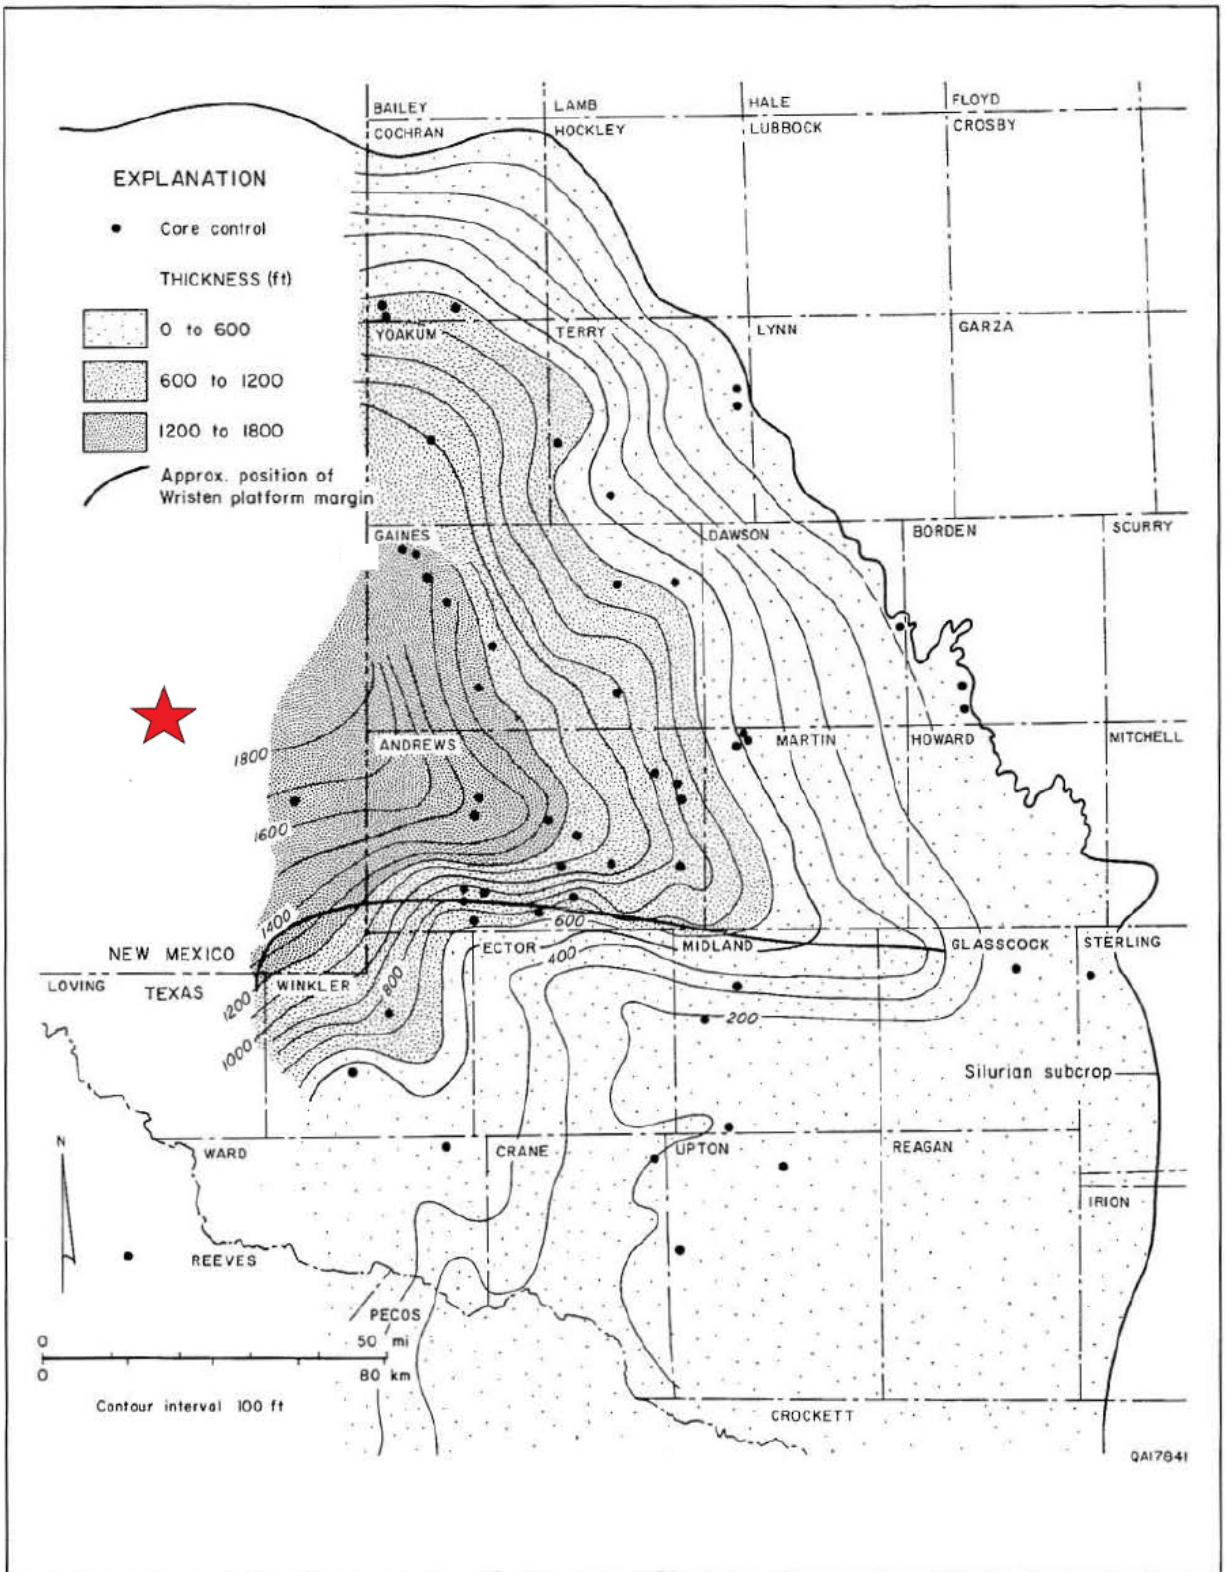 BAILEY
LAMB
HALE
FLOYD
COCHRAN
HOCKLEY
LUBBOCK
CROSBY
EXPLANATION
Core control
THICKNESS (ft)
0 to 600
600 to 1200
1200 to 1800
Approx. position of
Wristen platform margin
YOAKUM
TERRY
LYNN
GARZA
GAINES
DAWSON
BORDEN
SCURRY
1800
ANDREWS
MARTIN
HOWARD
MITCHELL
1600
1400
600
NEW MEXICO
ECTOR
400
MIDLAND
GLASSCOCK
STERLING
LOVING
TEXAS
WINKLER
800
1200
1000
200
Silurian subcrop
N
WARD
CRANE
UPTON
REAGAN
IRION
REEVES
PECOS
0
50 mi
0
80 km
Contour interval 100 ft
CROCKETT
QA17841